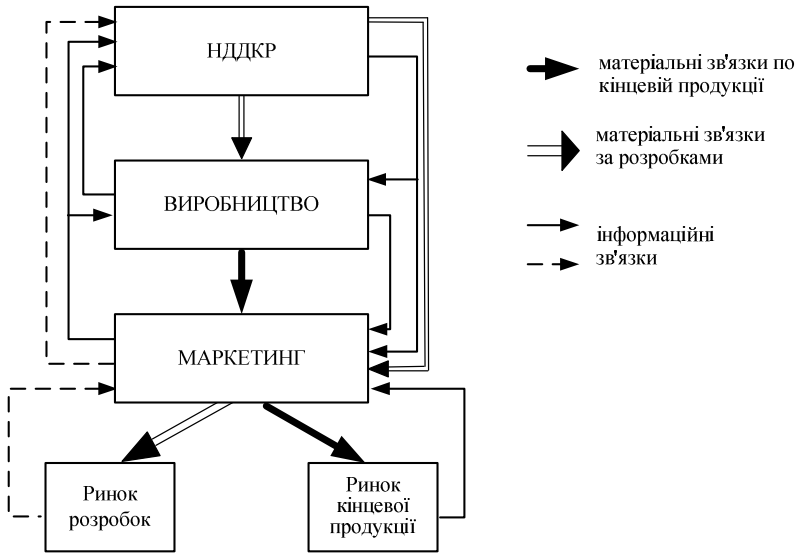 НДДКР
ВИРОБНИЦТВО
МАРКЕТИНГ
Ринок
розробок
Ринок
кінцевої
продукції
матеріальні зв'язки по
кінцевій продукції
матеріальні зв'язки
за розробками
інформаційні
зв'язки